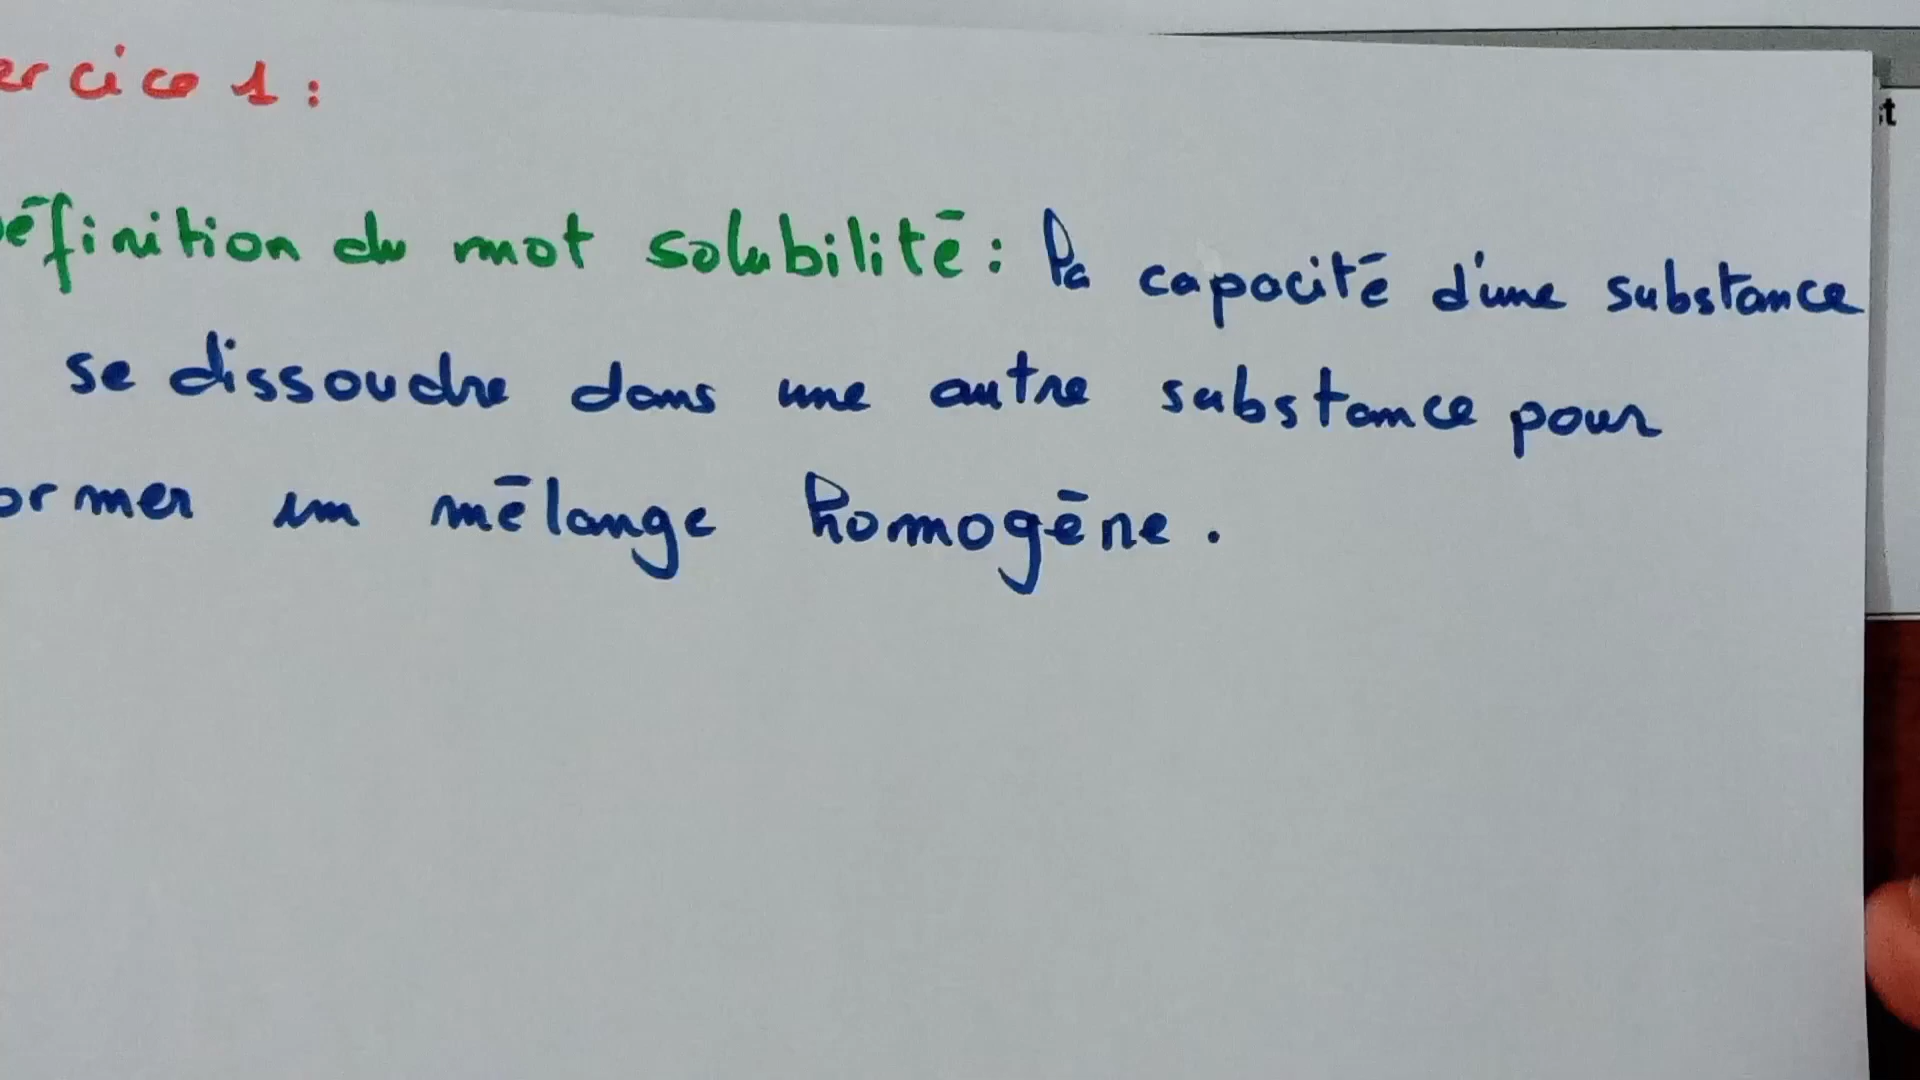 ercice 1 :
éfinition du mot solubilité : la capacité d'une substance
se dissoudre dans une autre substance pour
ormer un mélange homogène .